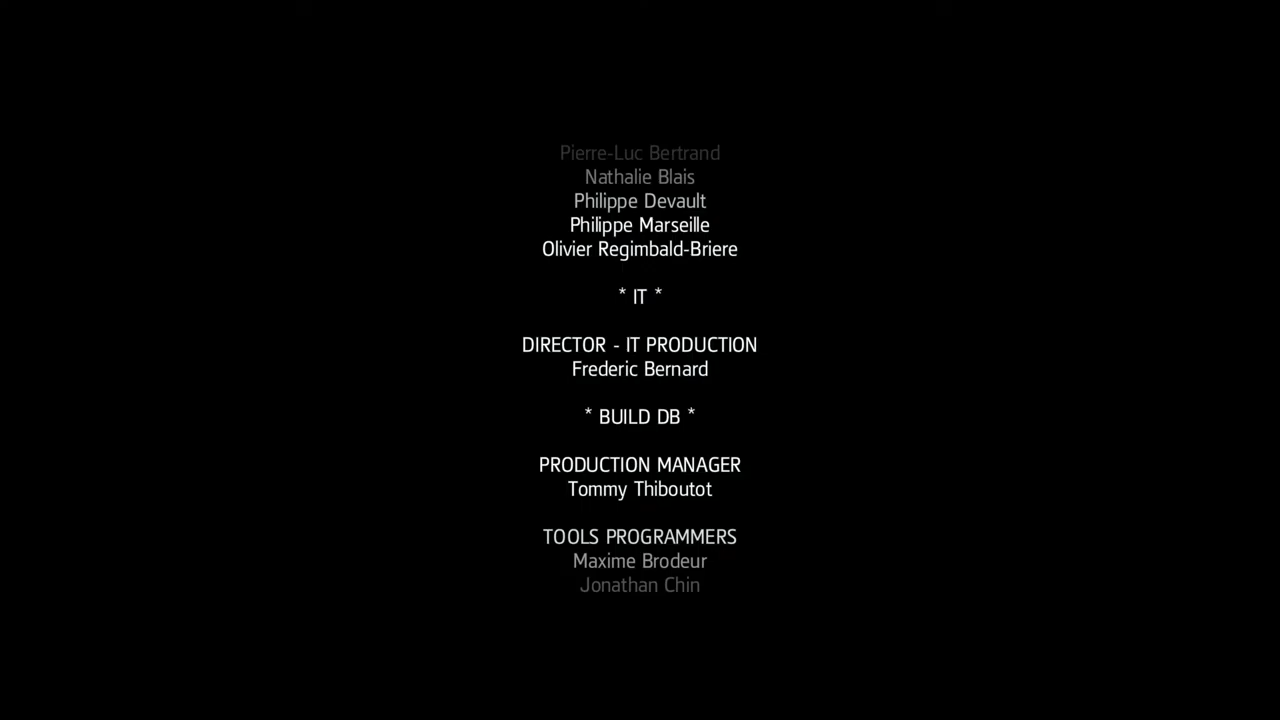 Pierre-Luc Bertrand
Nathalie Blais
Philippe Devault
Philippe Marseille
Olivier Regimbald-Briere
* IT *
DIRECTOR - IT PRODUCTION
Frederic Bernard
* BUILD DB *
PRODUCTION MANAGER
Tommy Thiboutot
TOOLS PROGRAMMERS
Maxime Brodeur
Jonathan Chin